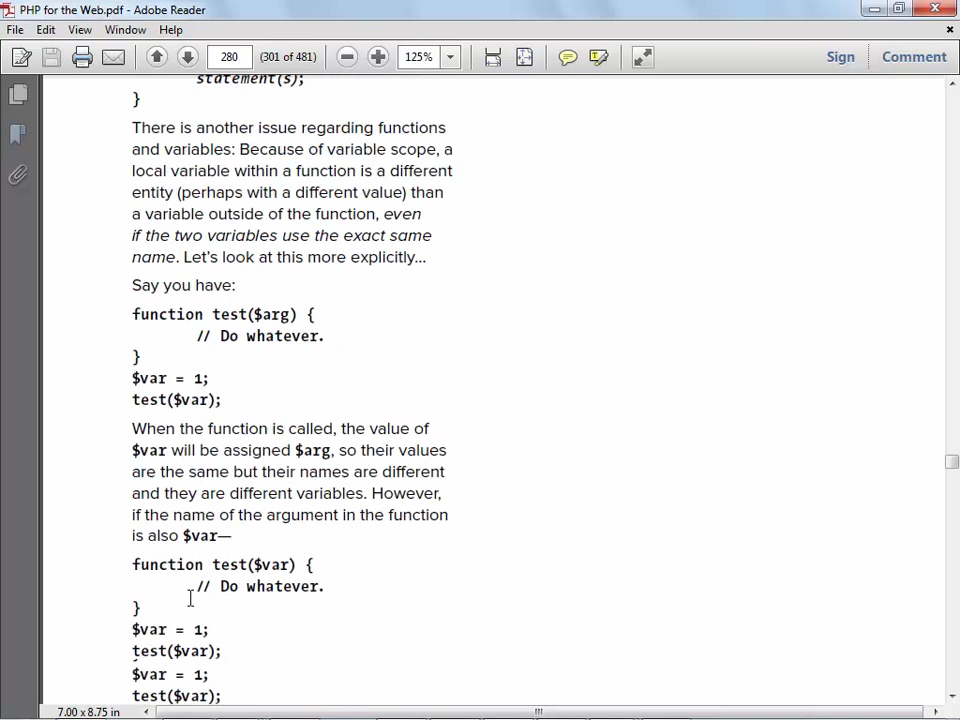 PHP for the Web.pdf - Adobe Reader
File Edit View Window Help
280 (301 of 481) 125% Sign Comment
statement(s);
}
There is another issue regarding functions
and variables: Because of variable scope, a
local variable within a function is a different
entity (perhaps with a different value) than
a variable outside of the function, even
if the two variables use the exact same
name. Let's look at this more explicitly...
Say you have:
function test($arg) {
// Do whatever.
}
$var = 1;
test($var);
When the function is called, the value of
$var will be assigned $arg, so their values
are the same but their names are different
and they are different variables. However,
if the name of the argument in the function
is also $var—
function test($var) {
// Do whatever.
}
$var = 1;
test($var);
$var = 1;
test($var);
7.00 x 8.75 in